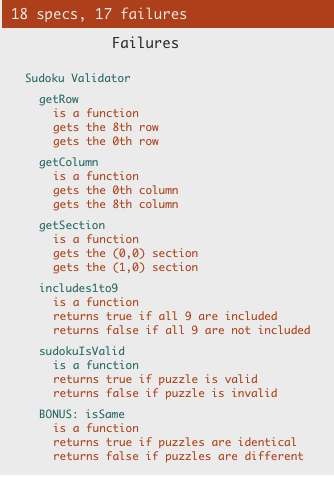 18 specs, 17 failures
Failures
Sudoku Validator
getRow
is a function
gets the 8th row
gets the 0th row
getColumn
is a function
gets the 0th column
gets the 8th column
getSection
is a function
gets the (0,0) section
gets the (1,0) section
includes1to9
is a function
returns true if all 9 are included
returns false if all 9 are not included
sudokuIsValid
is a function
returns true if puzzle is valid
returns false if puzzle is invalid
BONUS: isSame
is a function
returns true if puzzles are identical
returns false if puzzles are different